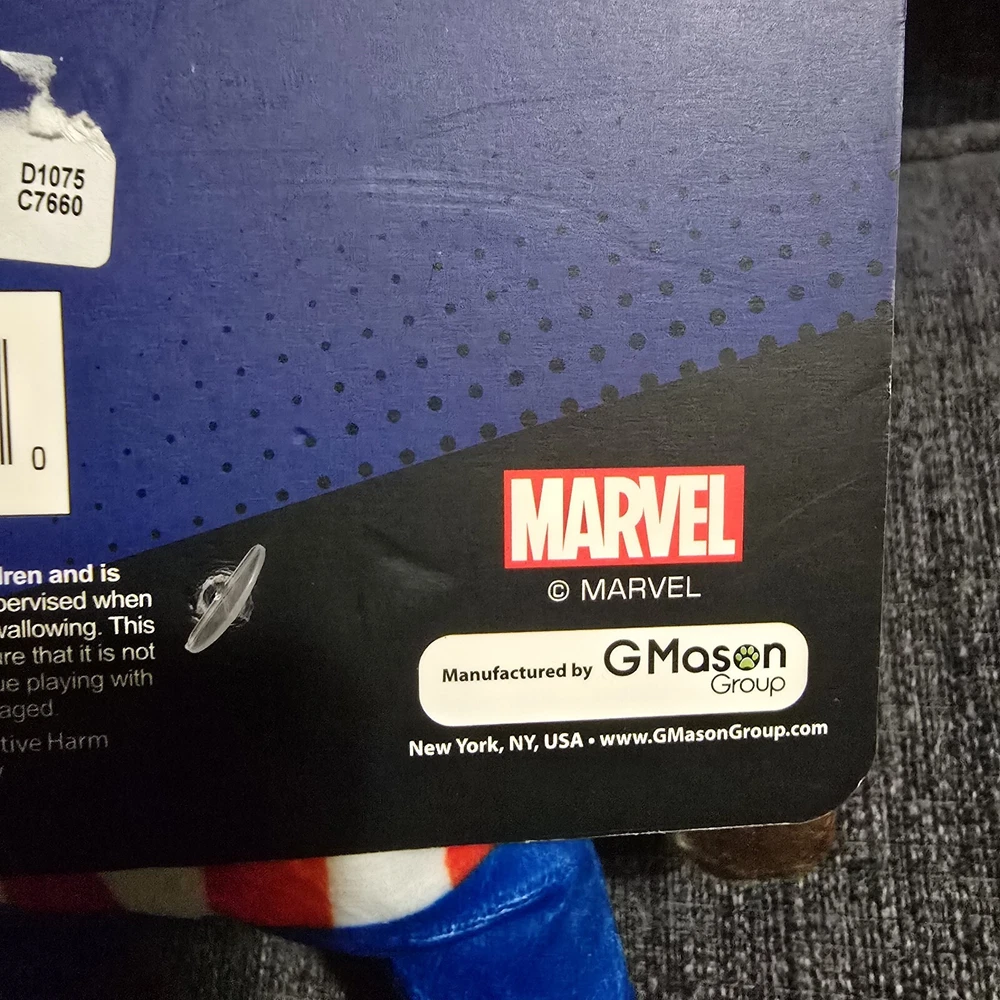 D1075
C7660
0
dren and is
pervised when
wallowing. This
ure that it is not
ue playing with
aged.
tive Harm
MARVEL
© MARVEL
Manufactured by GMason
Group
New York, NY, USA • www.GMasonGroup.com